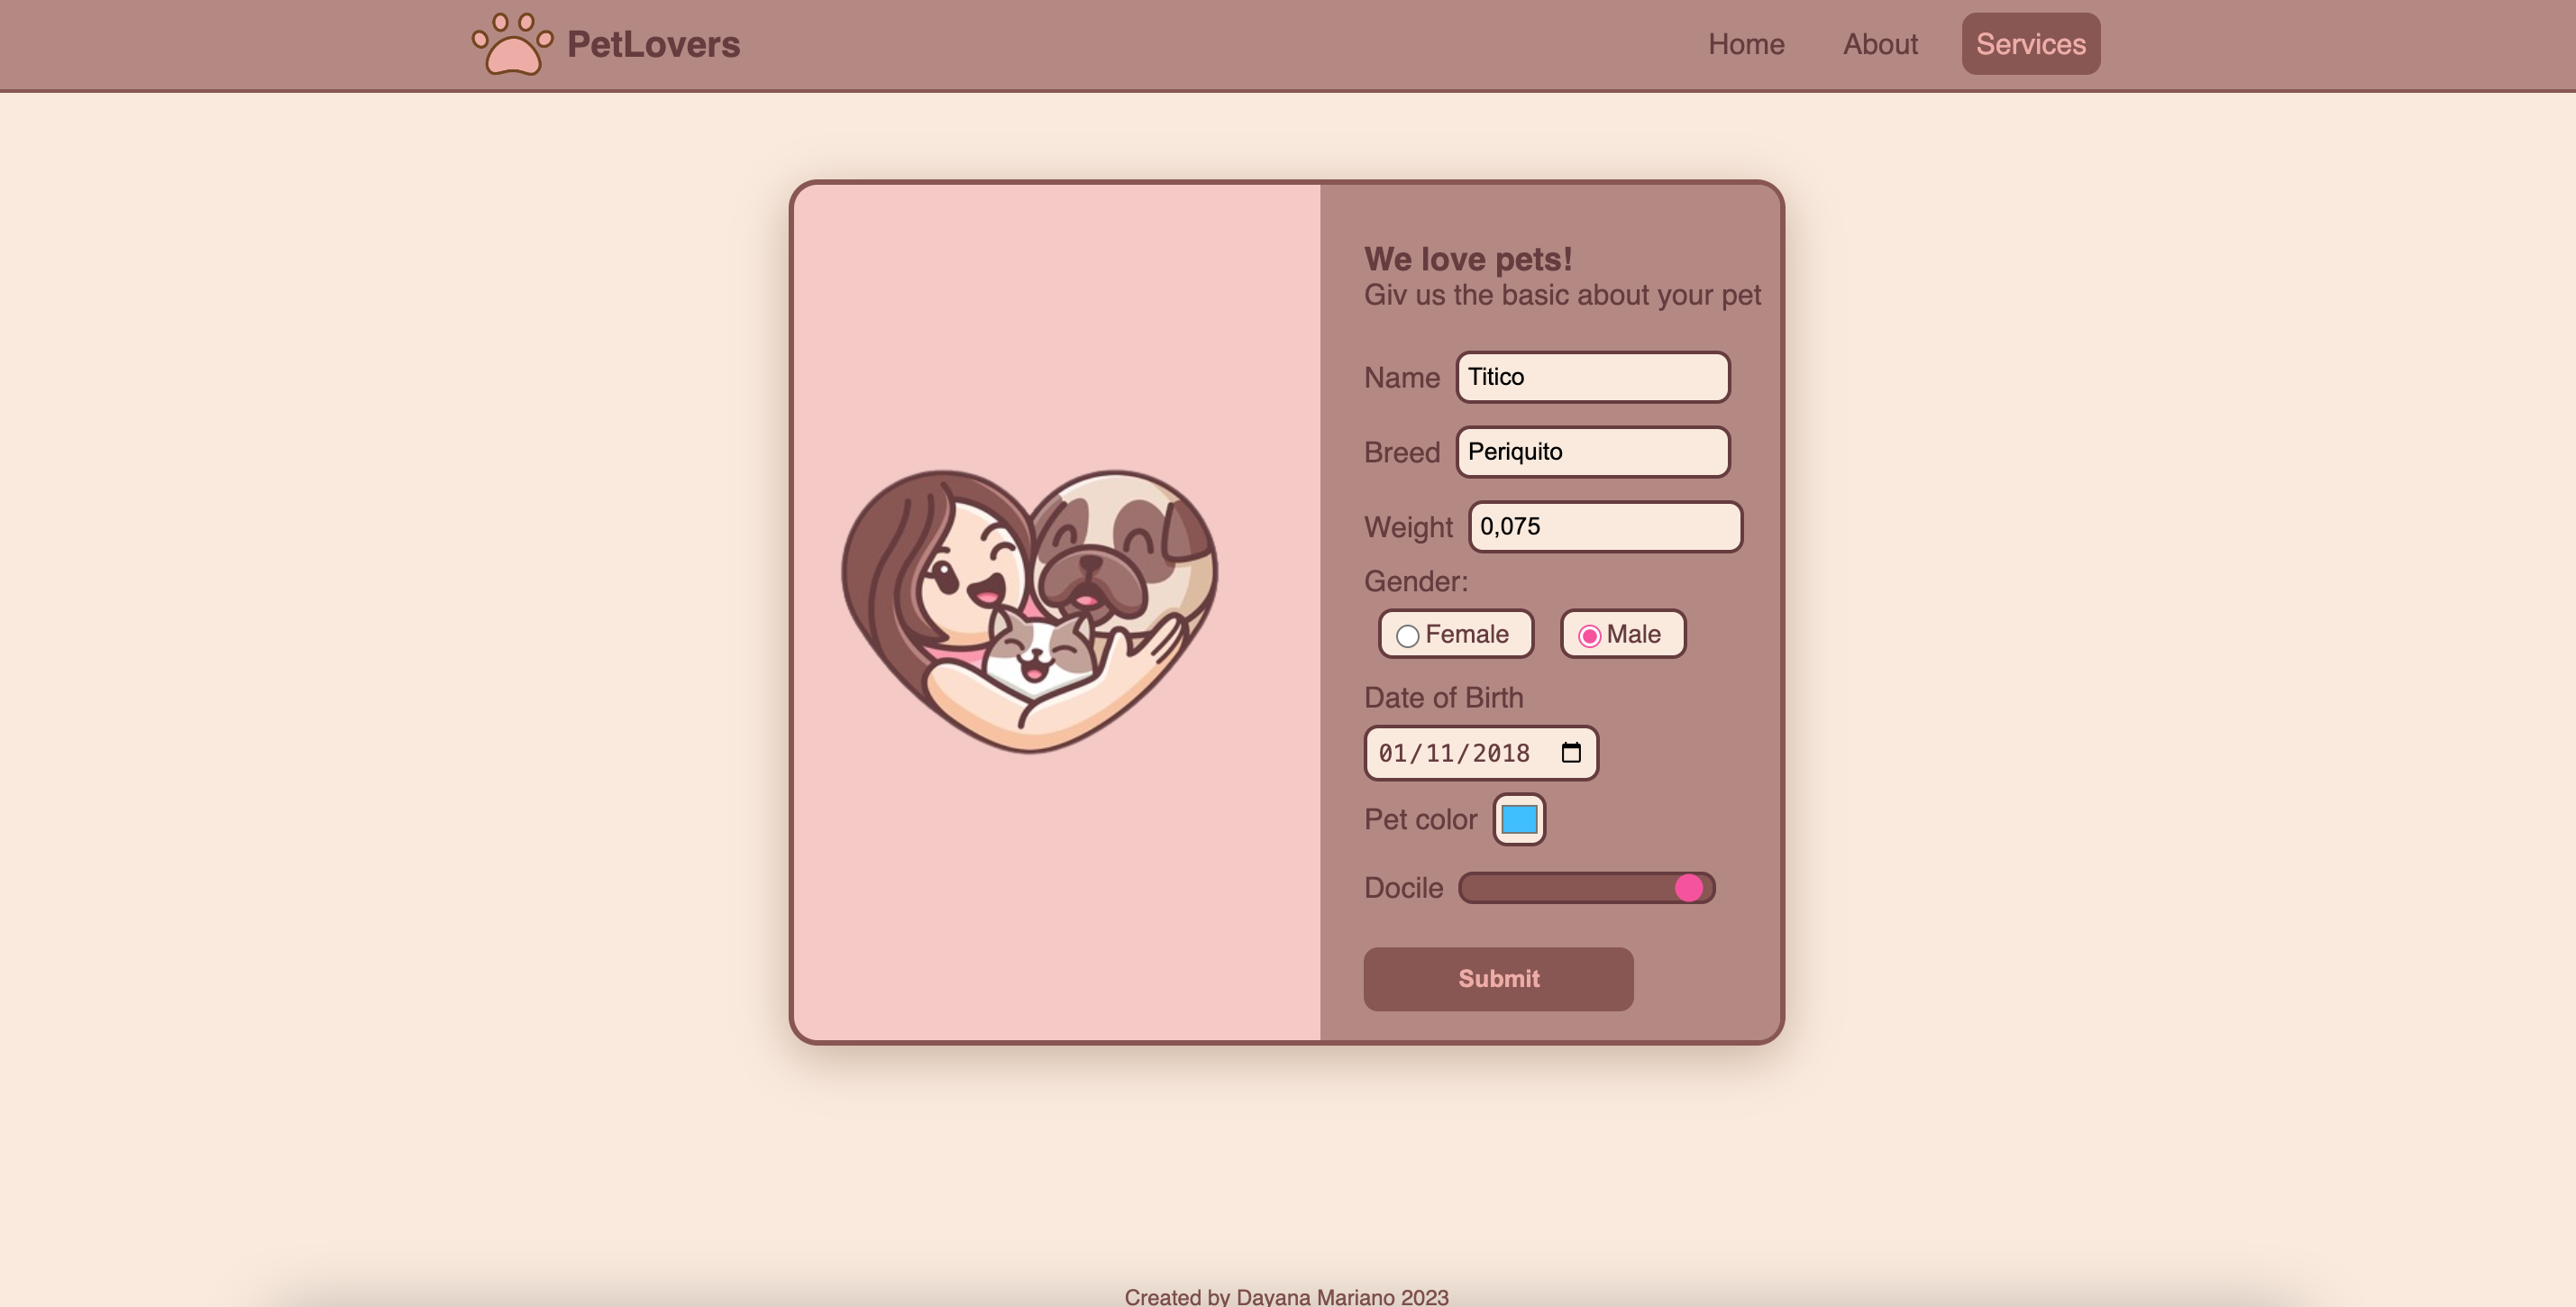 PetLovers
Home About Services
We love pets!
Giv us the basic about your pet
Name Titico
Breed Periquito
Weight 0,075
Gender:
Female Male
Date of Birth
01/11/2018
Pet color
Docile
Submit
Created by Dayana Mariano 2023